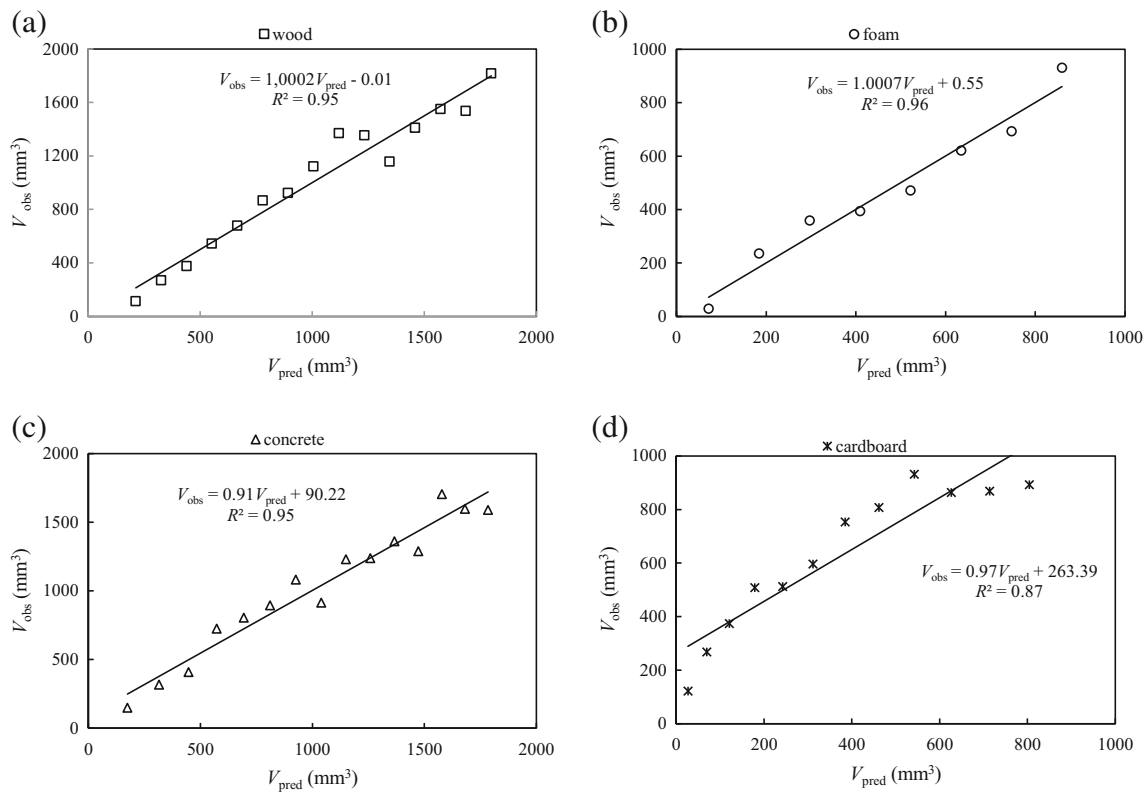 (a)
wood
2000
1600
1200
800
400
0
V obs (mm³)
V_obs = 1,0002V_pred - 0.01
R² = 0.95
0 500 1000 1500 2000
V_pred (mm³)
(b)
foam
1000
800
600
400
200
0
V obs (mm³)
V_obs = 1.0007V_pred + 0.55
R² = 0.96
0 200 400 600 800 1000
V_pred (mm³)
(c)
concrete
2000
1500
1000
500
0
V_obs (mm³)
V_obs = 0.91V_pred + 90.22
R² = 0.95
0 500 1000 1500 2000
V_pred (mm³)
(d)
cardboard
1000
800
600
400
200
0
V_obs (mm³)
V_obs = 0.97V_pred + 263.39
R² = 0.87
0 200 400 600 800 1000
V_pred (mm³)